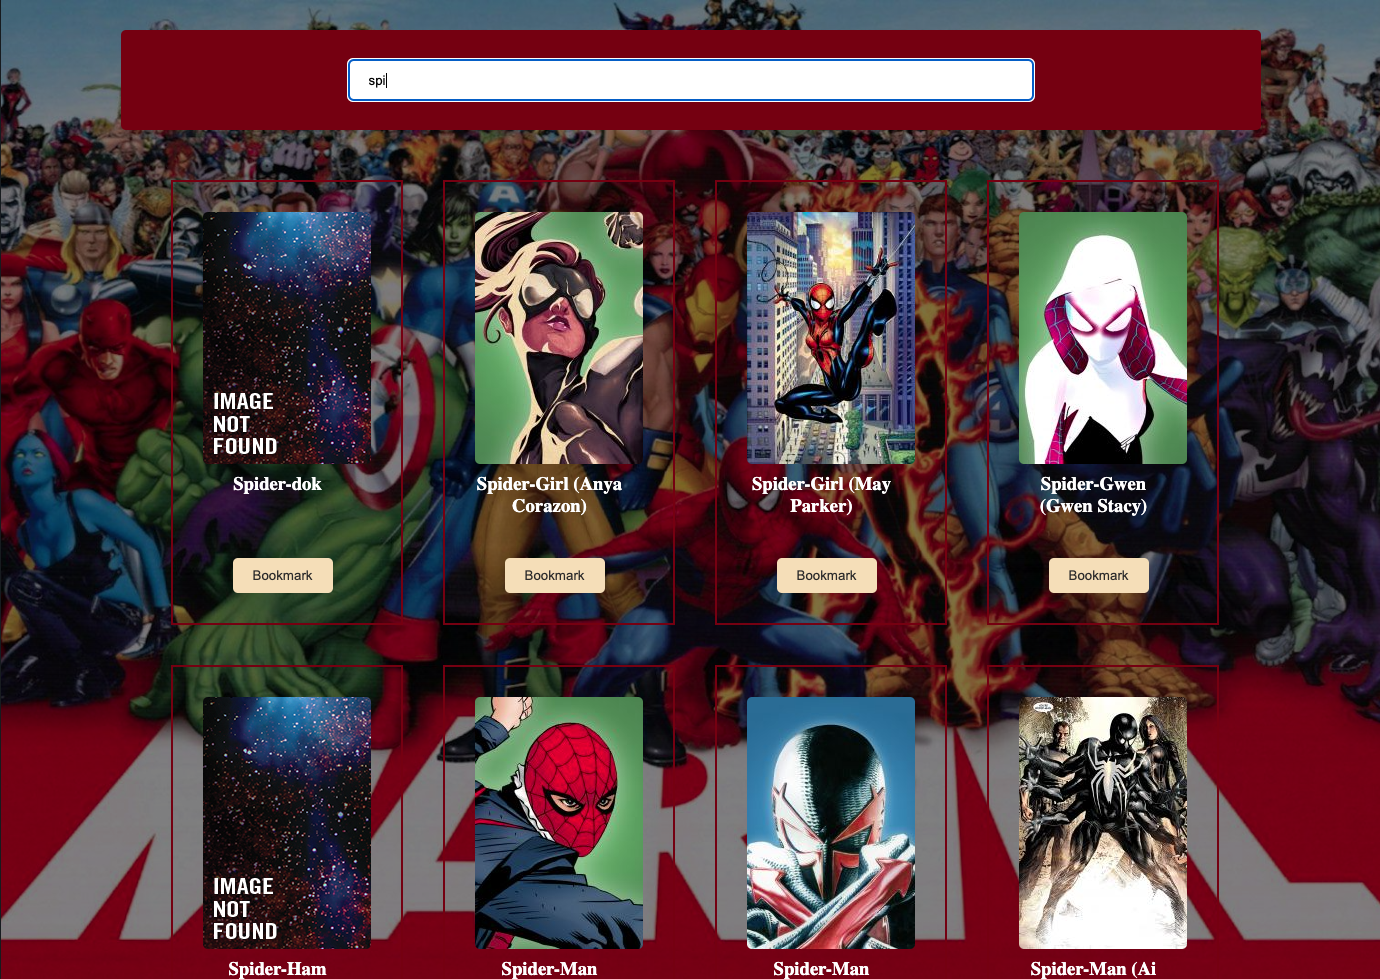 spi
IMAGE
NOT
FOUND
Spider-dok
Spider-Girl (Anya
Corazon)
Spider-Girl (May
Parker)
Spider-Gwen
(Gwen Stacy)
Bookmark
Bookmark
Bookmark
Bookmark
IMAGE
NOT
FOUND
Spider-Ham
Spider-Man
Spider-Man
Spider-Man (Ai